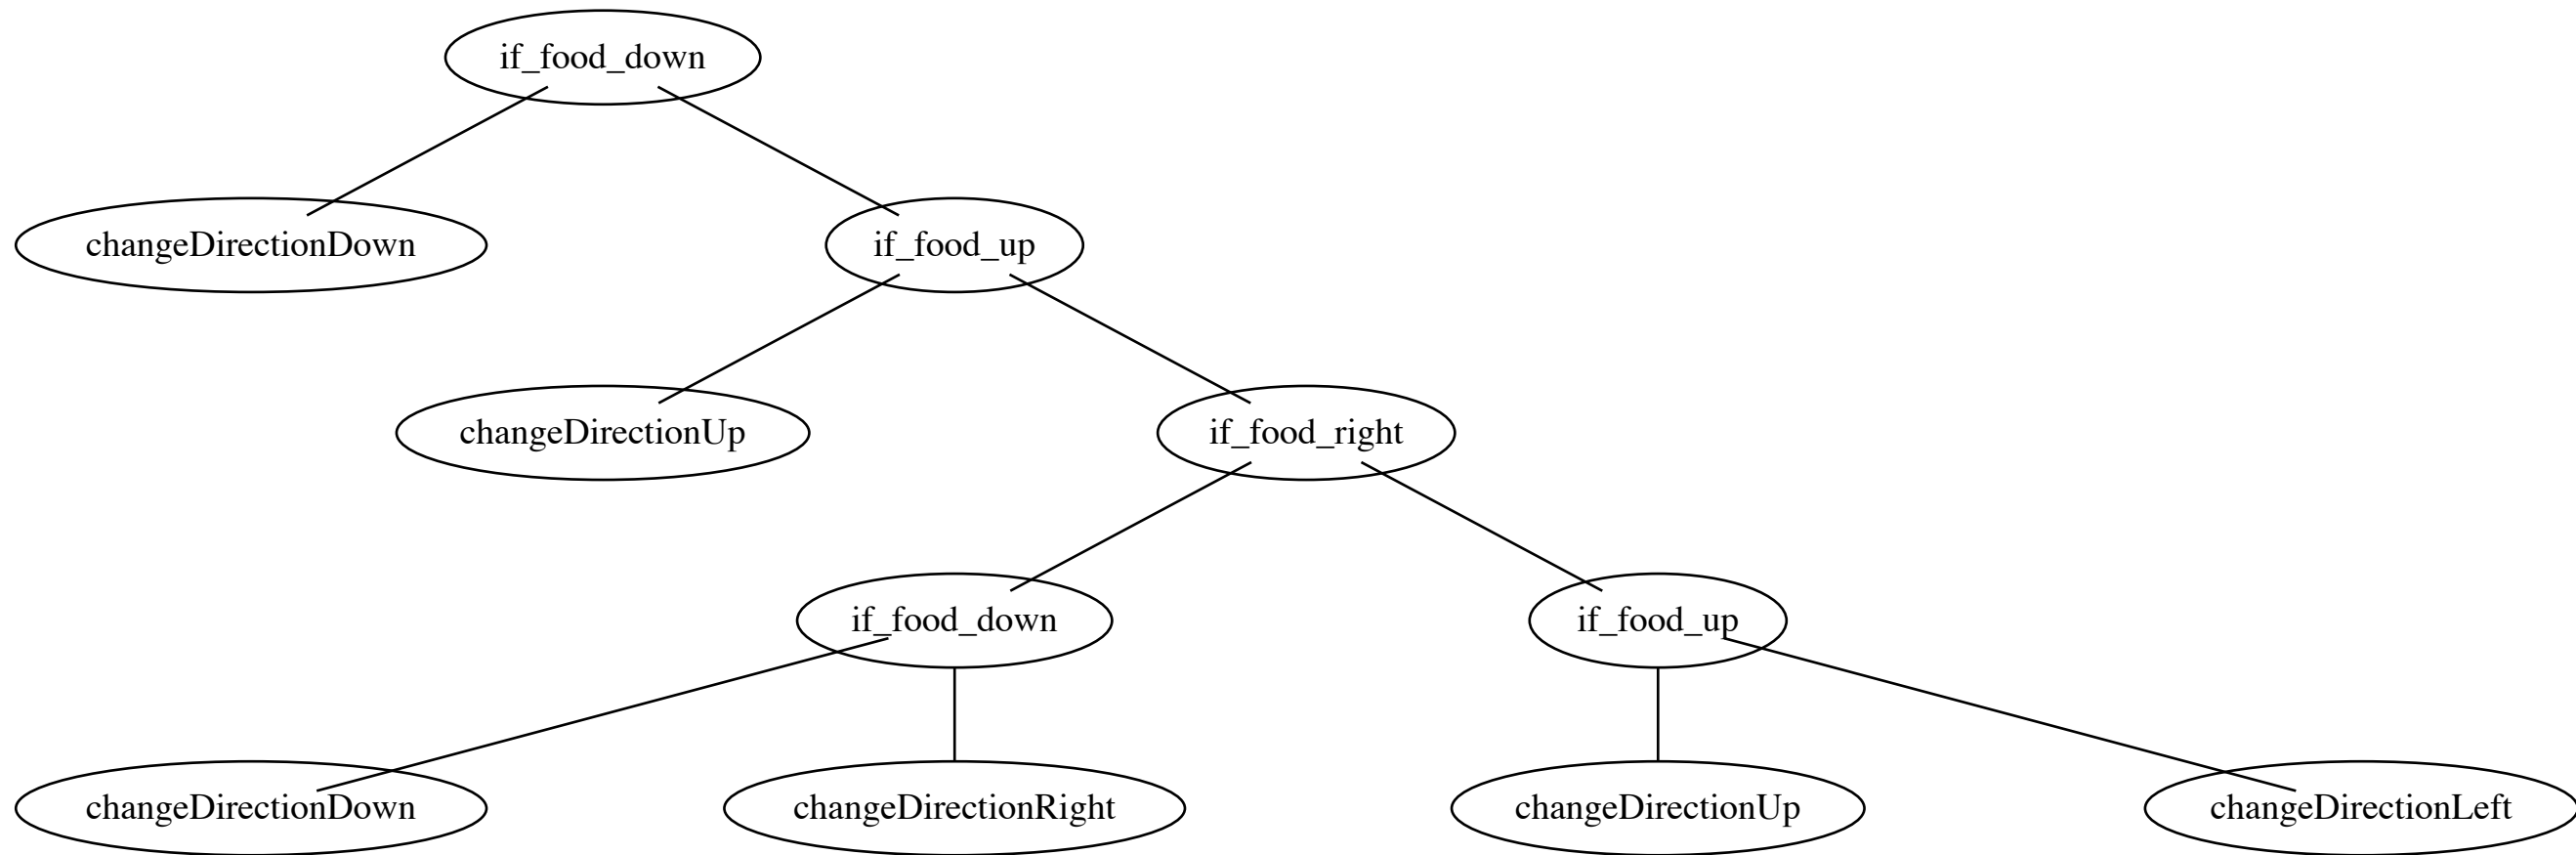 if_food_down
changeDirectionDown
if_food_up
changeDirectionUp
if_food_right
if_food_down
if_food_up
changeDirectionDown
changeDirectionRight
changeDirectionUp
changeDirectionLeft